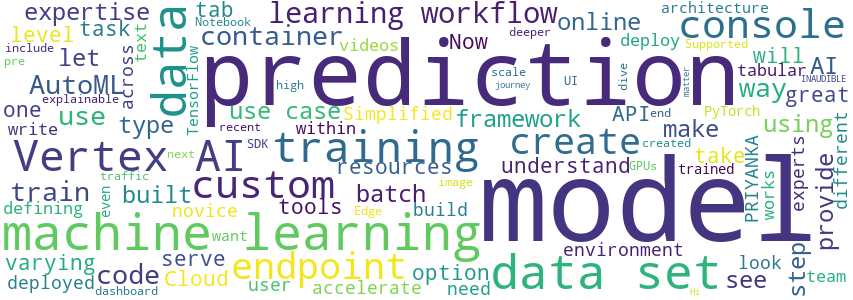 expertise
level
task
tab
Notebook
learning workflow
online
architecture
console
include
pre
let
across
text
data
container
videos
Now
deeper
deploy
Supported
will
AutoML
explainable
TensorFlow
prediction
high
scale
journey
UI
dive
matter
tabular
AI
INAUDIBLE
one
write
use
type
use case
Simplified
framework
API
end
PyTorch
way
great
recent
within
make
created
using
Vertex AI
next
SDK
training
create
take
resources
understand
GPUs
trained
PRIYANKA
works
experts
different
train
traffic
built
custom
batch
model
provide
defining
even
novice
tools
image
Edge
build
machine learning
want
environment
varying
serve
endpoint
option
data set
look
step
deployed
code
Cloud
user
accelerate
need
see
team
dashboard
Hi